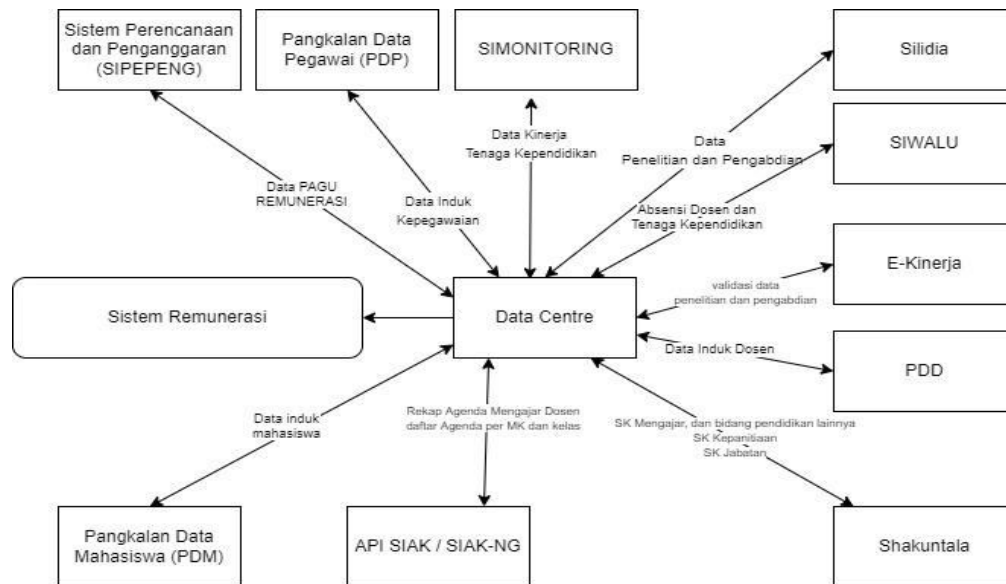 Sistem Perencanaan
dan Penganggaran
(SIPEPENG)
Pangkalan Data
Pegawai (PDP)
SIMONITORING
Silidia
SIWALU
Data Kinerja
Tenaga Kependidikan
Data
Penelitian dan Pengabdian
Data PAGU
REMUNERASI
Data Induk
Kepegawaian
Absensi Dosen dan
Tenaga Kependidikan
E-Kinerja
validasi data
penelitian dan pengabdian
Sistem Remunerasi
Data Centre
Data Induk Dosen
PDD
Data induk
mahasiswa
Rekap Agenda Mengajar Dosen
daftar Agenda per MK dan kelas
SK Mengajar, dan bidang pendidikan lainnya
SK Kepanitiaan
SK Jabatan
Pangkalan Data
Mahasiswa (PDM)
API SIAK / SIAK-NG
Shakuntala